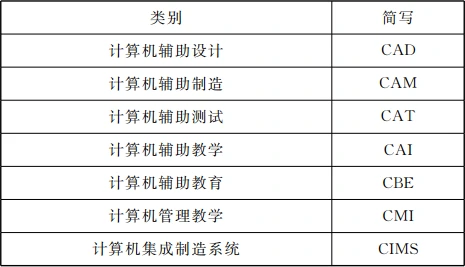 类别 简写
计算机辅助设计 CAD
计算机辅助制造 CAM
计算机辅助测试 CAT
计算机辅助教学 CAI
计算机辅助教育 CBE
计算机管理教学 CMI
计算机集成制造系统 CIMS